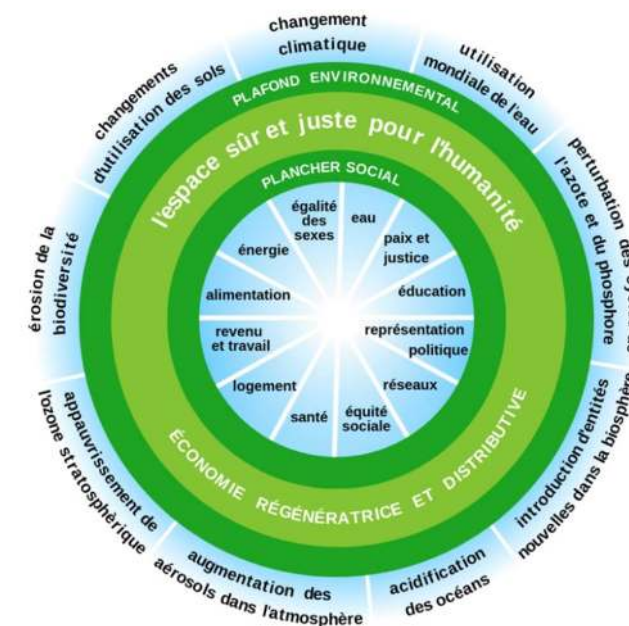 changement
climatique
utilisation
mondiale de l'eau
perturbation des
l'azote et du phosphore
introduction d'entités
nouvelles dans la biosphère
acidification
des océans
augmentation des
aérosols dans l'atmosphère
appauvrissement de
l'ozone stratosphèrique
érosion de la
biodiversité
changements
d'utilisation des sols
PLAFOND ENVIRONNEMENTAL
l'espace sûr et juste pour l'humanité
PLANCHER SOCIAL
eau
paix et
justice
éducation
représentation
politique
réseaux
équité
sociale
santé
logement
revenu
et travail
alimentation
énergie
égalité
des
sexes
ÉCONOMIE RÉGÉNÉRATRICE ET DISTRIBUTIVE